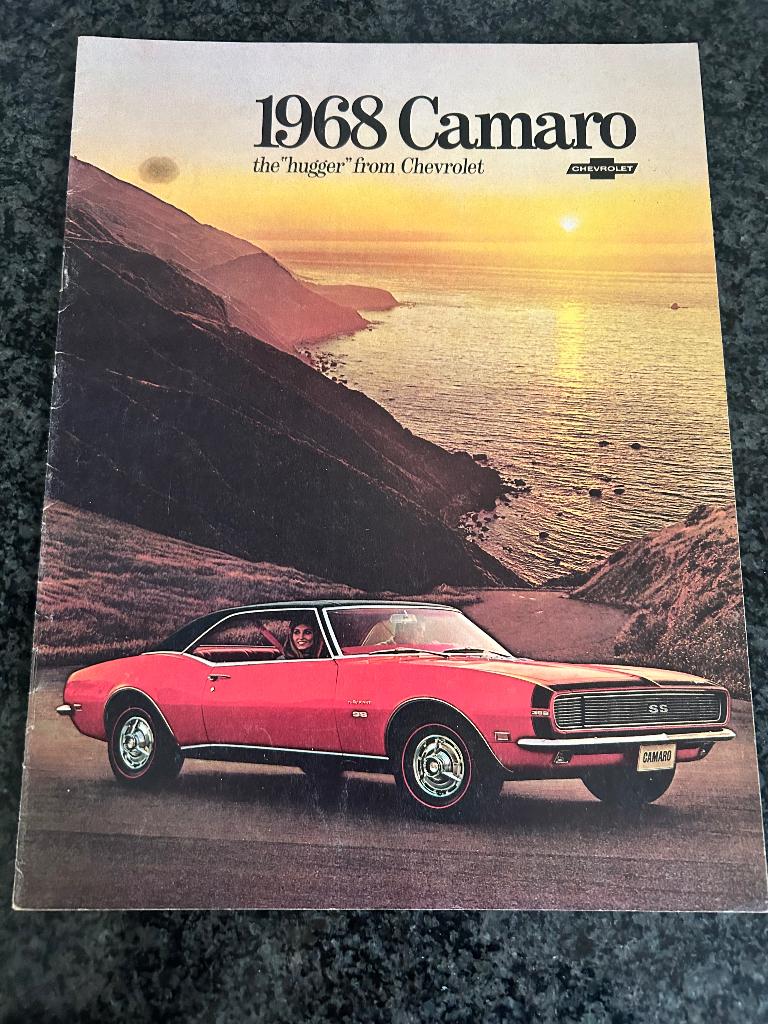 1968 Camaro
the "hugger" from Chevrolet
CHEVROLET
SS
CAMARO